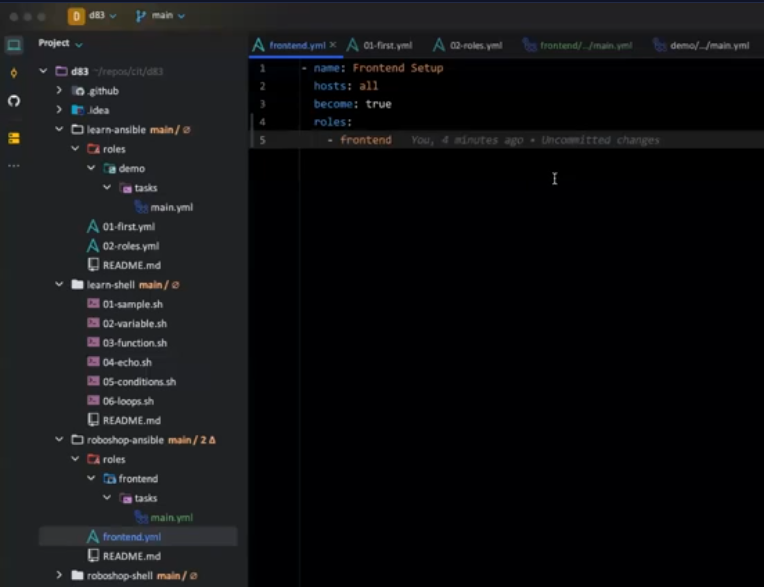 D d83 main
Project
frontend.yml
01-first.yml
02-roles.yml
frontend/.../main.yml
demo/.../main.yml
d83 ~/repos/cit/d83
.github
.idea
learn-ansible main /
roles
demo
tasks
main.yml
01-first.yml
02-roles.yml
README.md
learn-shell main /
01-sample.sh
02-variable.sh
03-function.sh
04-echo.sh
05-conditions.sh
06-loops.sh
README.md
roboshop-ansible main / 2 Δ
roles
frontend
tasks
main.yml
frontend.yml
README.md
roboshop-shell main /
1 - name: Frontend Setup
2 hosts: all
3 become: true
4 roles:
5 - frontend You, 4 minutes ago • Uncommitted changes